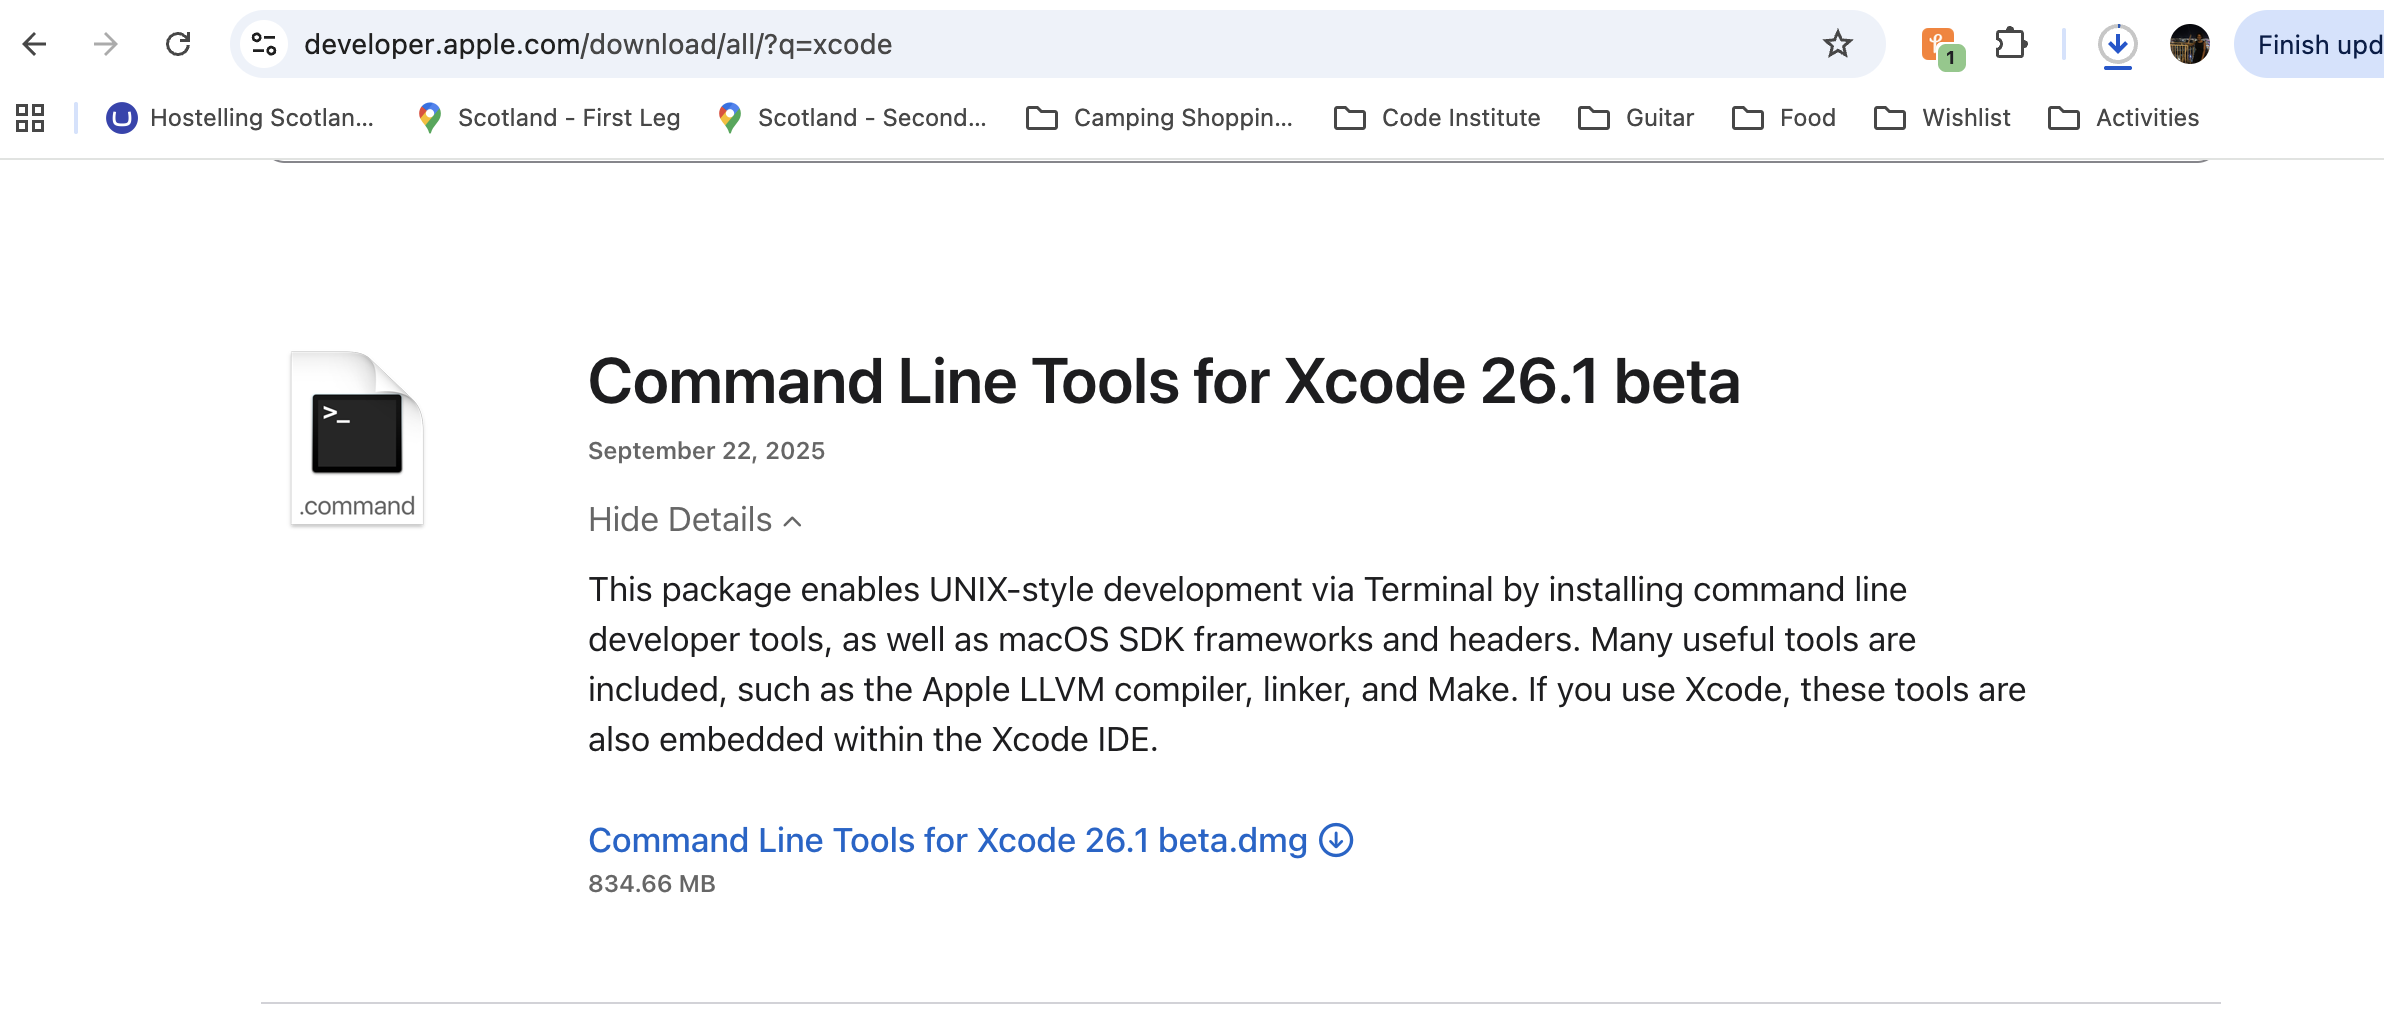 developer.apple.com/download/all/?q=xcode
1
Finish upd
Hostelling Scotlan...
Scotland - First Leg
Scotland - Second...
Camping Shoppin...
Code Institute
Guitar
Food
Wishlist
Activities
>_
.command
Command Line Tools for Xcode 26.1 beta
September 22, 2025
Hide Details
This package enables UNIX-style development via Terminal by installing command line
developer tools, as well as macOS SDK frameworks and headers. Many useful tools are
included, such as the Apple LLVM compiler, linker, and Make. If you use Xcode, these tools are
also embedded within the Xcode IDE.
Command Line Tools for Xcode 26.1 beta.dmg
834.66 MB